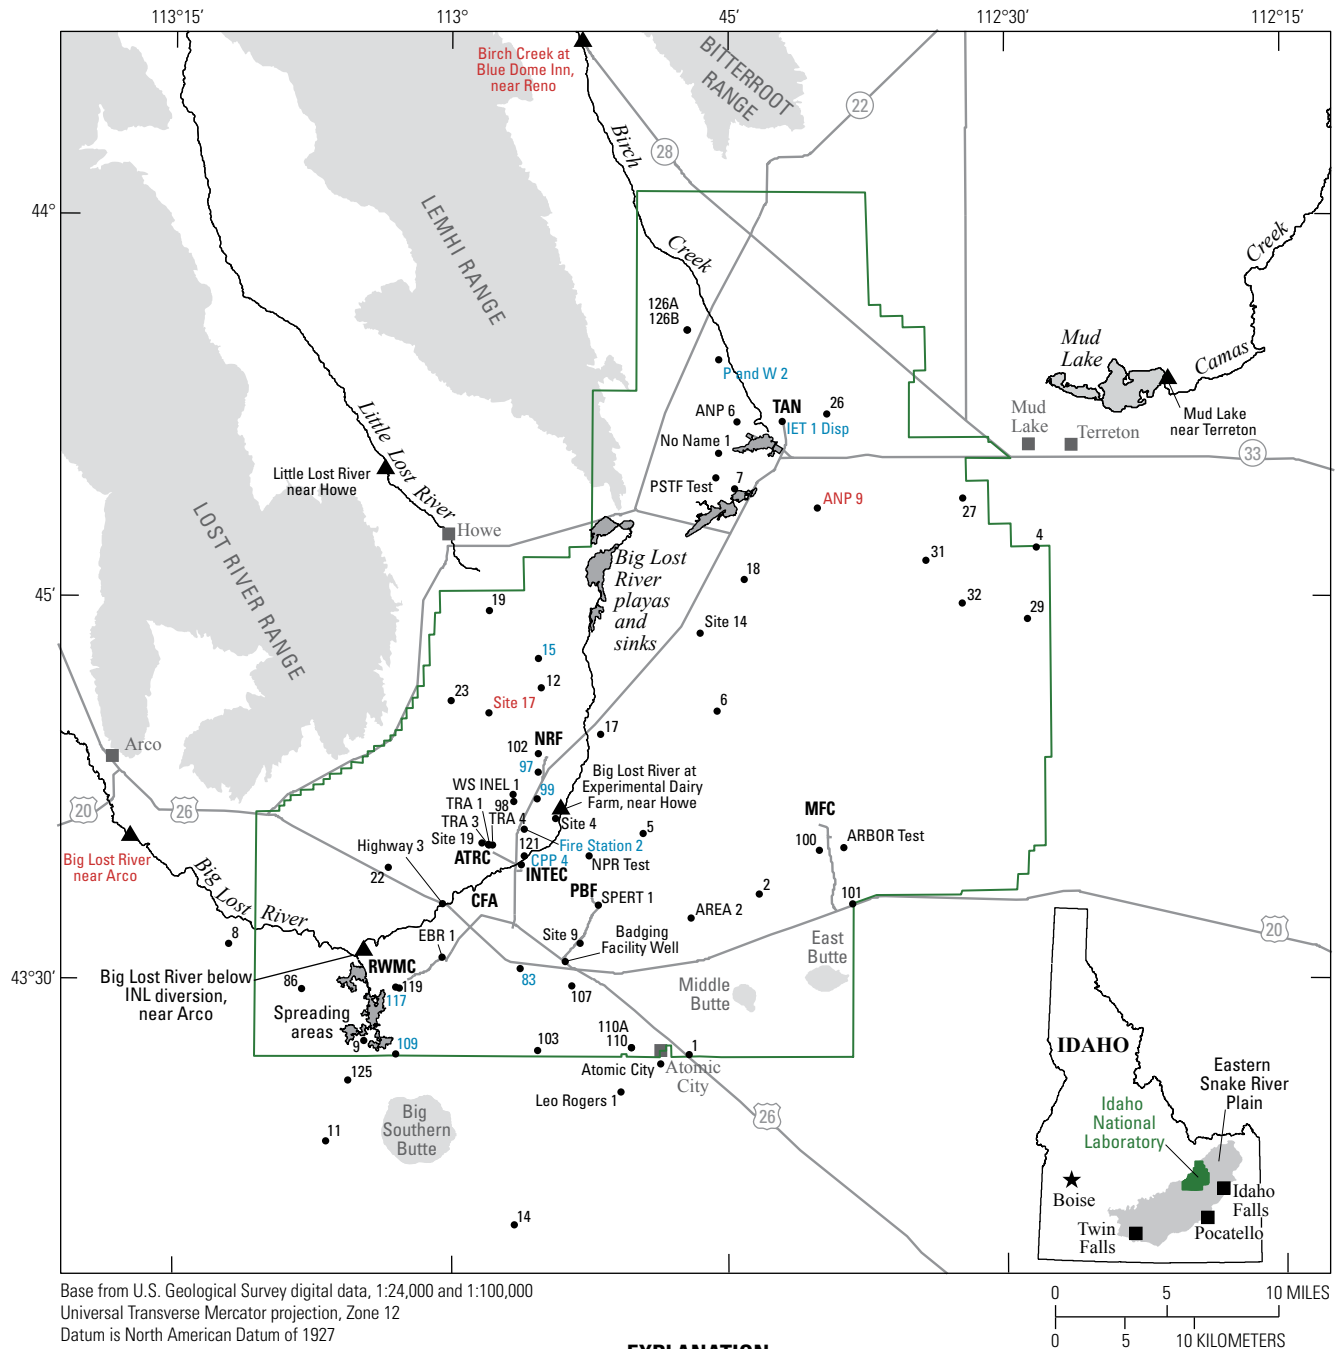 113°15′
113°
45′
112°30′
112°15′
Birch Creek at
Blue Dome Inn,
near Reno
BITTERROOT
RANGE
22
28
Birch
Creek
44°
LEMHI RANGE
Creek
126A
126B
Mud
Lake
Camas
P and W 2
Little Lost River
ANP 6
TAN
26
IET 1 Disp
Mud
Lake
Terreton
Mud Lake
near Terreton
No Name 1
33
Little Lost River
near Howe
PSTF Test
7
ANP 9
27
LOST RIVER RANGE
Howe
4
Big Lost
River
playas
and
sinks
31
18
45′
19
32
29
Site 14
15
12
23
Site 17
6
17
Arco
102
NRF
97
Big Lost River at
Experimental Dairy
Farm, near Howe
WS INEL 1
99
98
20
26
TRA 1
TRA 3
TRA 4
Site 4
MFC
Site 19
5
100
ARBOR Test
Highway 3
Big Lost River
near Arco
ATRC
121
Fire Station 2
CPP 4
NPR Test
INTEC
22
Big Lost River
CFA
PBF
SPERT 1
2
101
AREA 2
8
EBR 1
Site 9
Badging
Facility Well
East
Butte
20
Big Lost River below
INL diversion,
near Arco
RWMC
43°30′
86
119
117
83
107
Middle
Butte
Spreading
areas
9
109
103
110A
110
1
IDAHO
Atomic City
Atomic
City
125
Leo Rogers 1
Eastern
Snake River
Plain
Big
Southern
Butte
26
Idaho
National
Laboratory
11
Boise
Idaho
Falls
14
Twin
Falls
Pocatello
Base from U.S. Geological Survey digital data, 1:24,000 and 1:100,000
Universal Transverse Mercator projection, Zone 12
Datum is North American Datum of 1927
0 5 10 MILES
0 5 10 KILOMETERS
EXPLANATION